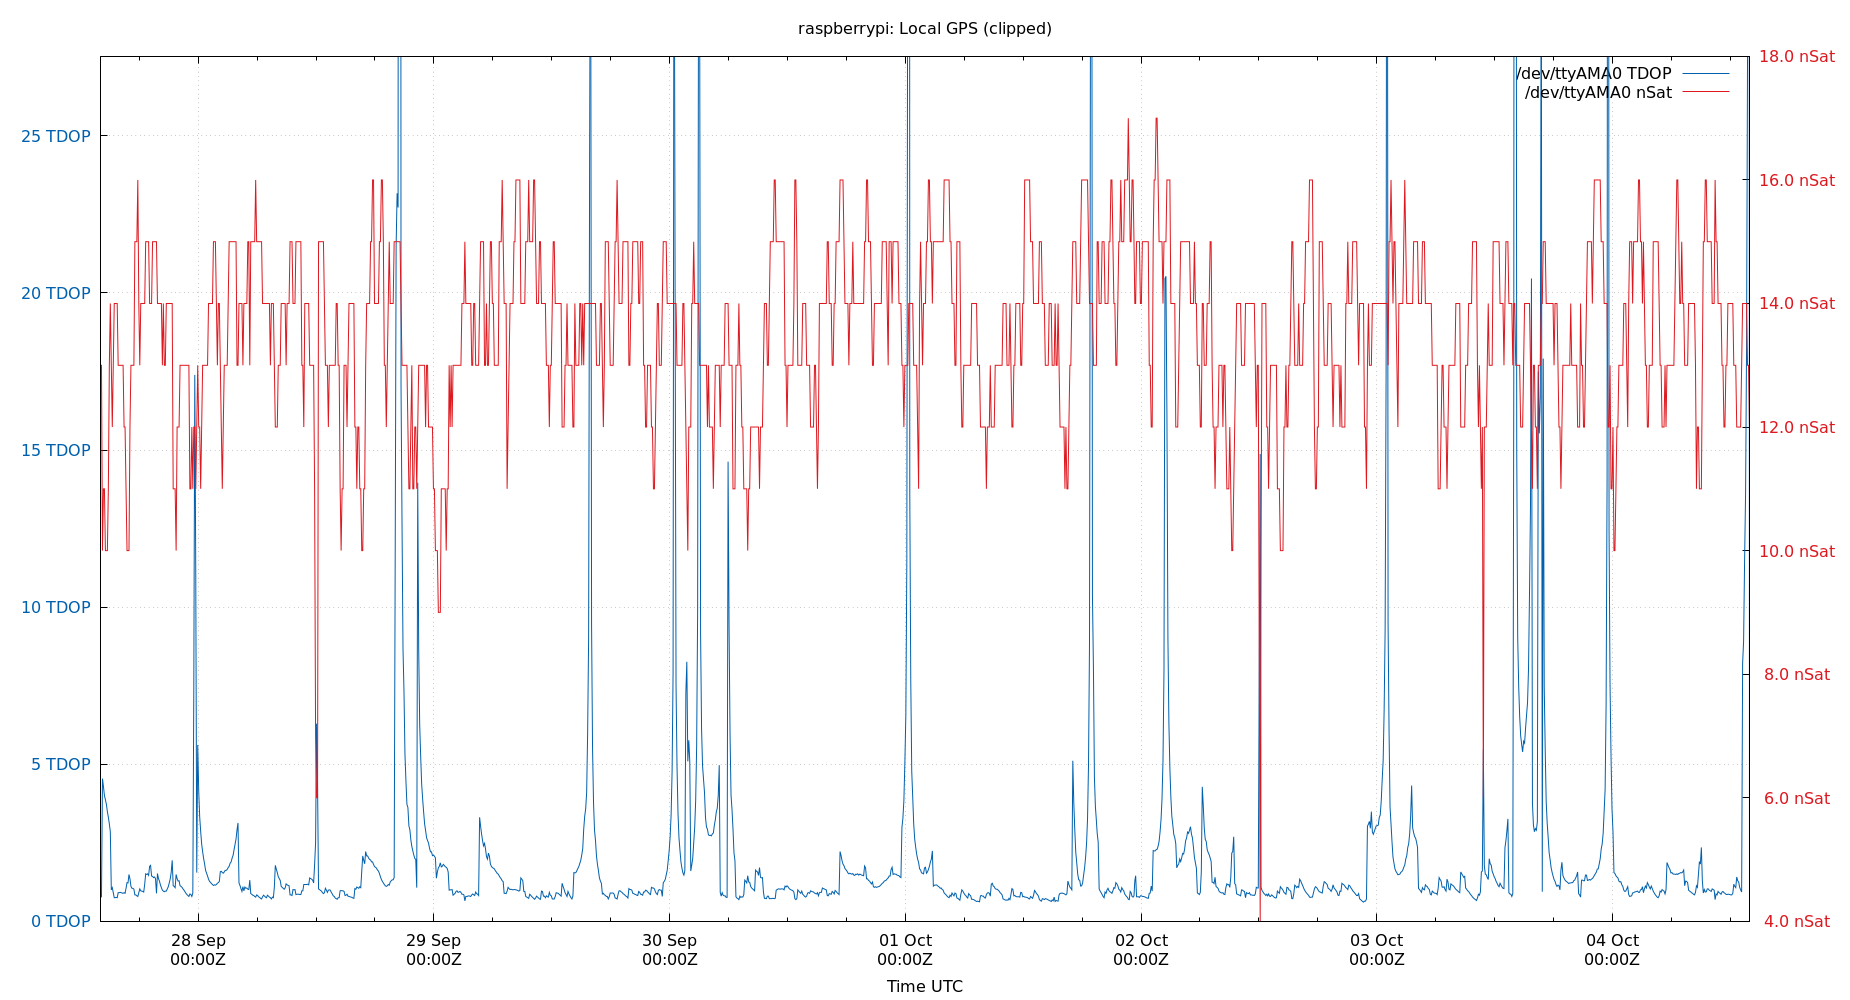 raspberrypi: Local GPS (clipped)
18.0 nSat
/dev/ttyAMA0 TDOP
/dev/ttyAMA0 nSat
25 TDOP
16.0 nSat
20 TDOP
14.0 nSat
15 TDOP
12.0 nSat
10.0 nSat
10 TDOP
8.0 nSat
5 TDOP
6.0 nSat
0 TDOP
4.0 nSat
28 Sep 29 Sep 30 Sep 01 Oct 02 Oct 03 Oct 04 Oct
00:00Z 00:00Z 00:00Z 00:00Z 00:00Z 00:00Z 00:00Z
Time UTC